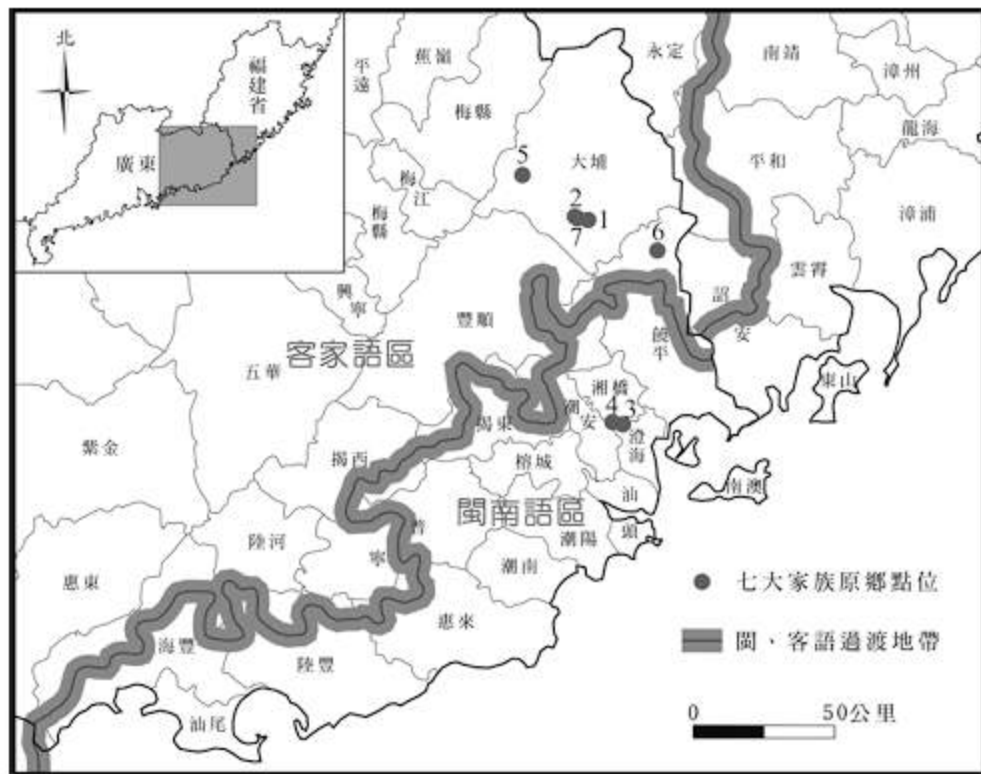 北
福建省
廣東
平遠
蕉嶺
梅縣
永定
南靖
漳州
龍海
5
大埔
平和
梅江
2
1
7
漳浦
梅縣
6
雲霄
興寧
豐順
詔安
客家語區
五華
饒平
湘橋
東山
4
3
潮安
揭東
澄海
紫金
揭西
榕城
汕頭
南澳
閩南語區
普寧
潮陽
陸河
潮南
惠東
惠來
海豐
陸豐
汕尾
七大家族原鄉點位
閩、客語過渡地帶
0
50公里